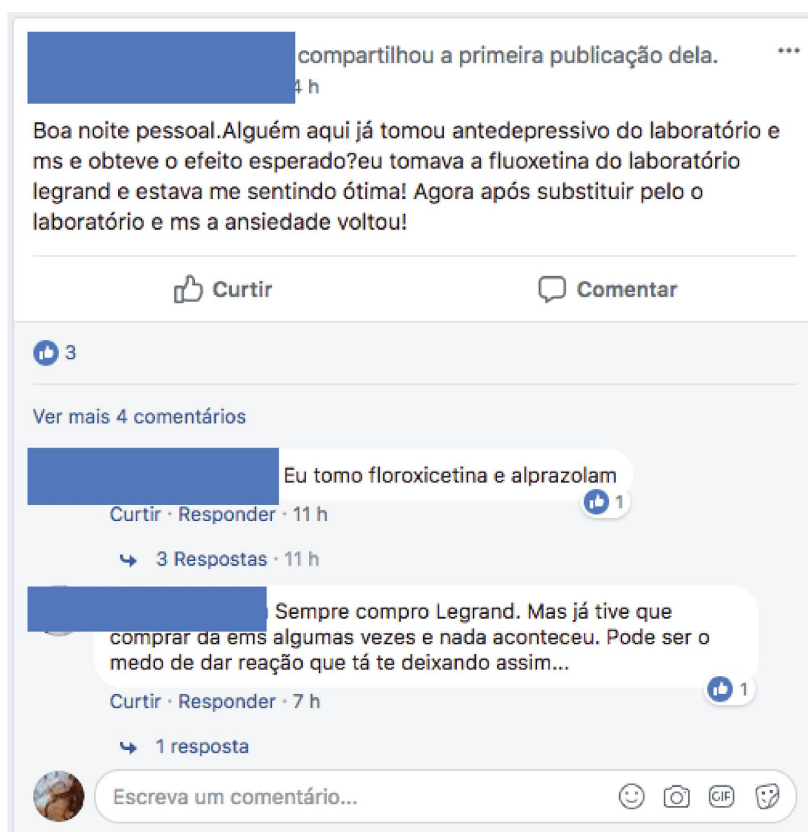 compartilhou a primeira publicação dela.
4 h
Boa noite pessoal.Alguém aqui já tomou antedepressivo do laboratório e
ms e obteve o efeito esperado?eu tomava a fluoxetina do laboratório
legrand e estava me sentindo ótima! Agora após substituir pelo o
laboratório e ms a ansiedade voltou!
Curtir Comentar
3
Ver mais 4 comentários
Eu tomo floroxicetina e alprazolam
1
Curtir · Responder · 11 h
3 Respostas · 11 h
Sempre compro Legrand. Mas já tive que
comprar da ems algumas vezes e nada aconteceu. Pode ser o
medo de dar reação que tá te deixando assim...
1
Curtir · Responder · 7 h
1 resposta
Escreva um comentário... GIF